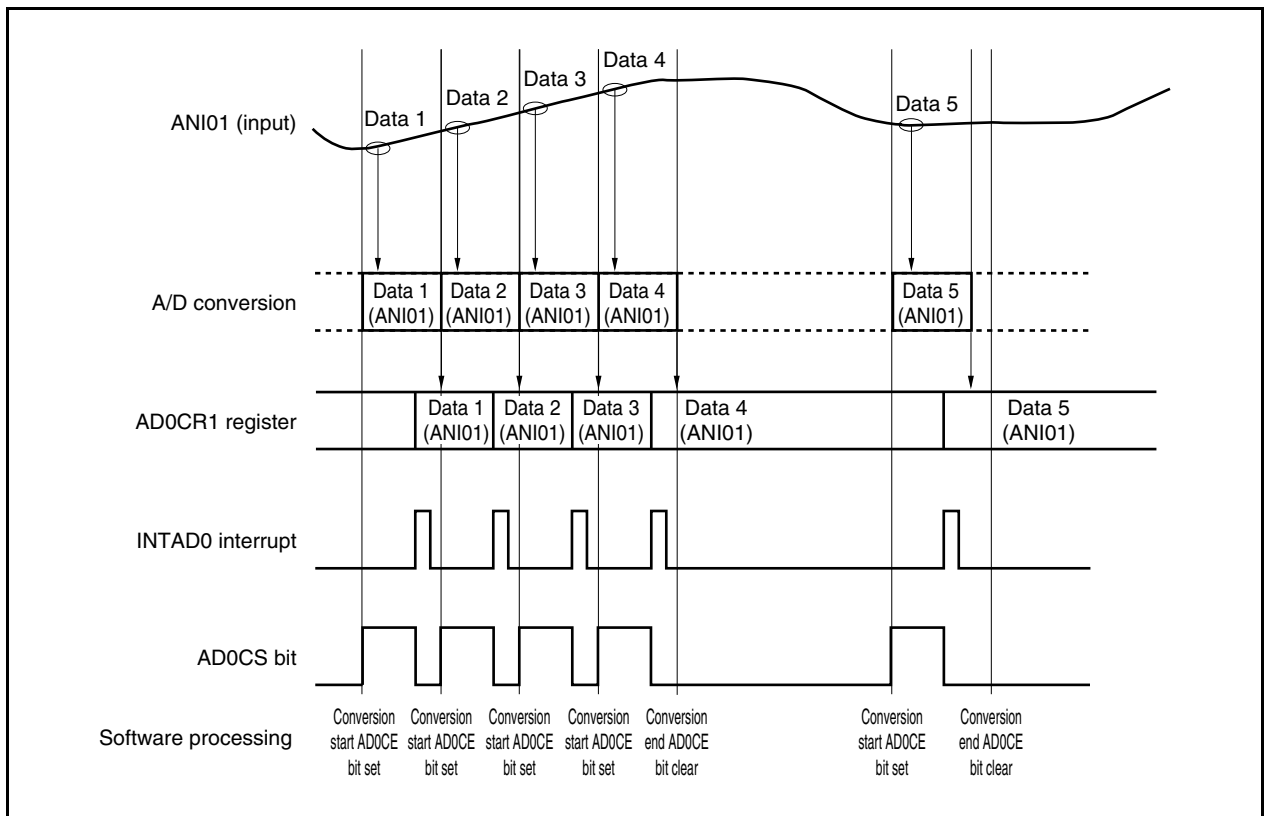 ANI01 (input)
Data 1
Data 2
Data 3
Data 4
Data 5
A/D conversion
Data 1
(ANI01)
Data 2
(ANI01)
Data 3
(ANI01)
Data 4
(ANI01)
Data 5
(ANI01)
AD0CR1 register
Data 1
(ANI01)
Data 2
(ANI01)
Data 3
(ANI01)
Data 4
(ANI01)
Data 5
(ANI01)
INTAD0 interrupt
AD0CS bit
Software processing
Conversion
start AD0CE
bit set
Conversion
start AD0CE
bit set
Conversion
start AD0CE
bit set
Conversion
start AD0CE
bit set
Conversion
end AD0CE
bit clear
Conversion
start AD0CE
bit set
Conversion
end AD0CE
bit clear